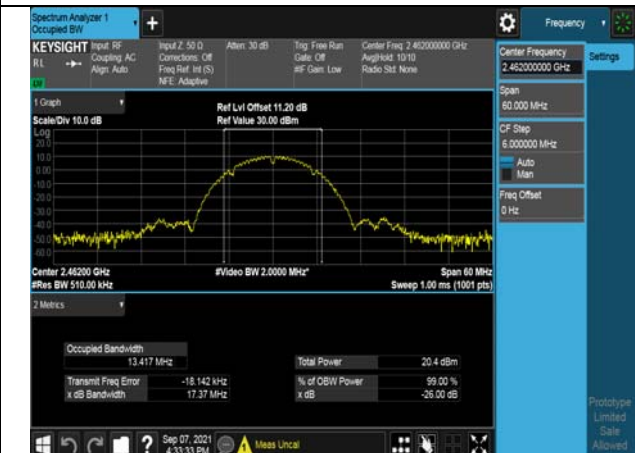 Spectrum Analyzer 1
Occupied BW
+
Frequency
KEYSIGHT
RL
Input: RF
Coupling: AC
Align: Auto
Input Z: 50 Ω
Corrections: Off
Freq Ref: Int (S)
NFE: Adaptive
Atten: 30 dB
Trig: Free Run
Gate: Off
#IF Gain: Low
Center Freq: 2.462000000 GHz
Avg|Hold: 10/10
Radio Std: None
Center Frequency
2.462000000 GHz
Settings
Span
60.000 MHz
CF Step
6.000000 MHz
Auto
Man
Freq Offset
0 Hz
1 Graph
Scale/Div 10.0 dB
Ref Lvl Offset 11.20 dB
Ref Value 30.00 dBm
Log
20.0
10.0
0.00
-10.0
-20.0
-30.0
-40.0
-50.0
-60.0
Center 2.46200 GHz
#Res BW 510.00 kHz
#Video BW 2.0000 MHz*
Span 60 MHz
Sweep 1.00 ms (1001 pts)
2 Metrics
Occupied Bandwidth
13.417 MHz
Total Power
20.4 dBm
Transmit Freq Error
-18.142 kHz
% of OBW Power
99.00 %
x dB Bandwidth
17.37 MHz
x dB
-26.00 dB
Prototype
Limited
Sale
Allowed
?
Sep 07, 2021
4:33:33 PM
Meas Uncal